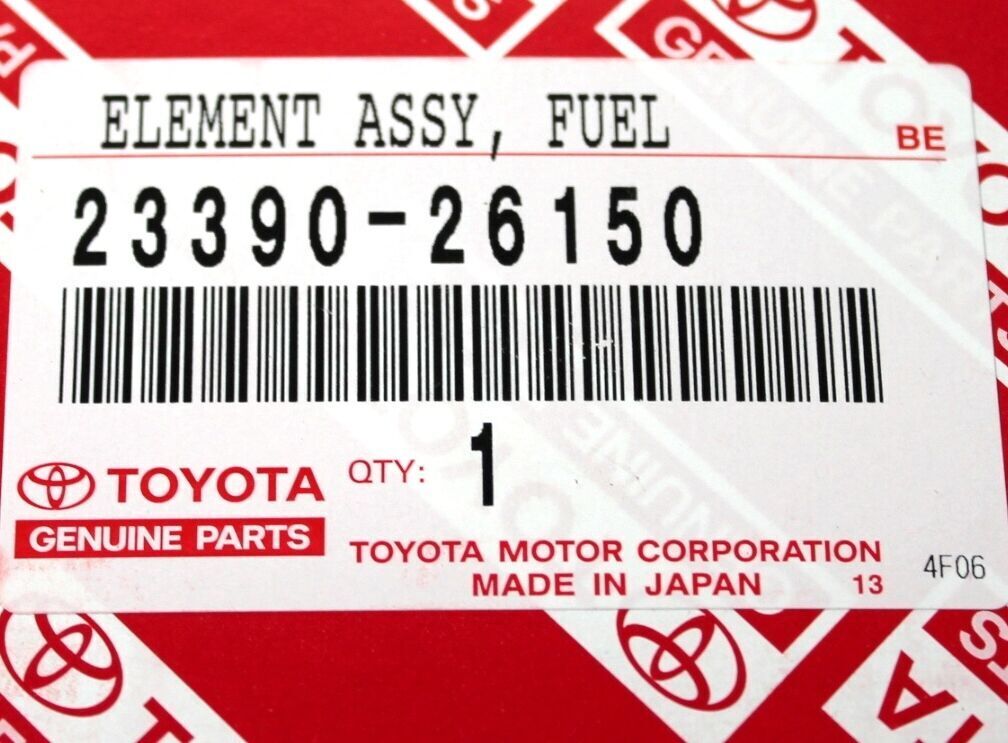 ELEMENT ASSY, FUEL
BE
23390-26150
TOYOTA
QTY: 1
GENUINE PARTS
TOYOTA MOTOR CORPORATION
MADE IN JAPAN 13
4F06